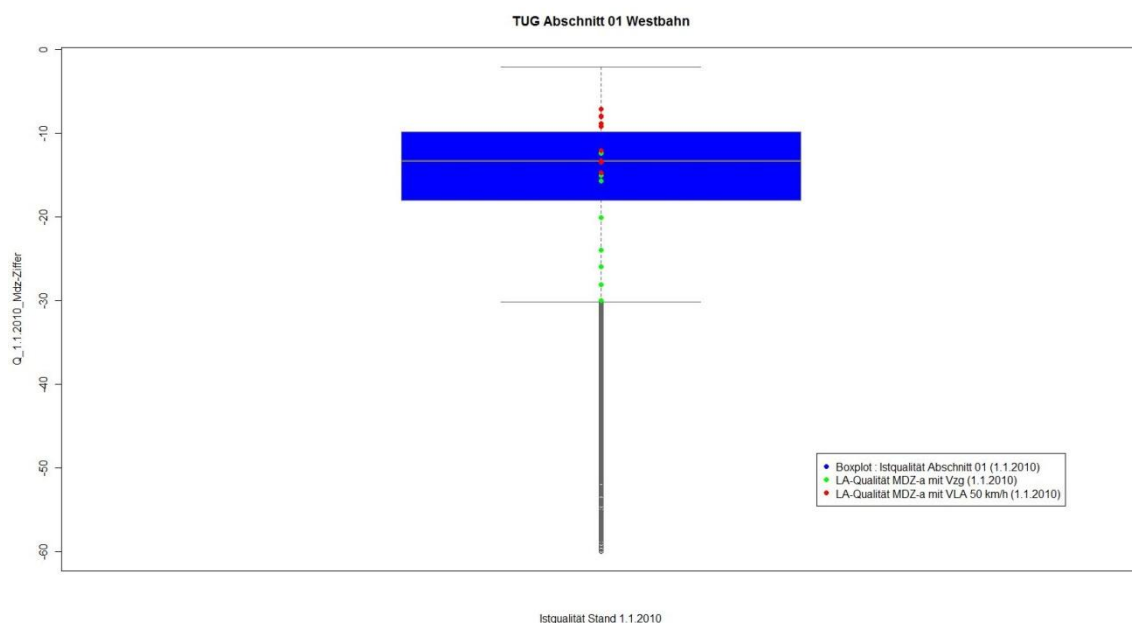 TUG Abschnitt 01 Westbahn
0
-10
-20
-30
-40
-50
-60
Q_1.1.2010_Mdz-Ziffer
Boxplot : Istqualität Abschnitt 01 (1.1.2010)
LA-Qualität MDZ-a mit Vzg (1.1.2010)
LA-Qualität MDZ-a mit VLA 50 km/h (1.1.2010)
Istqualität Stand 1.1.2010